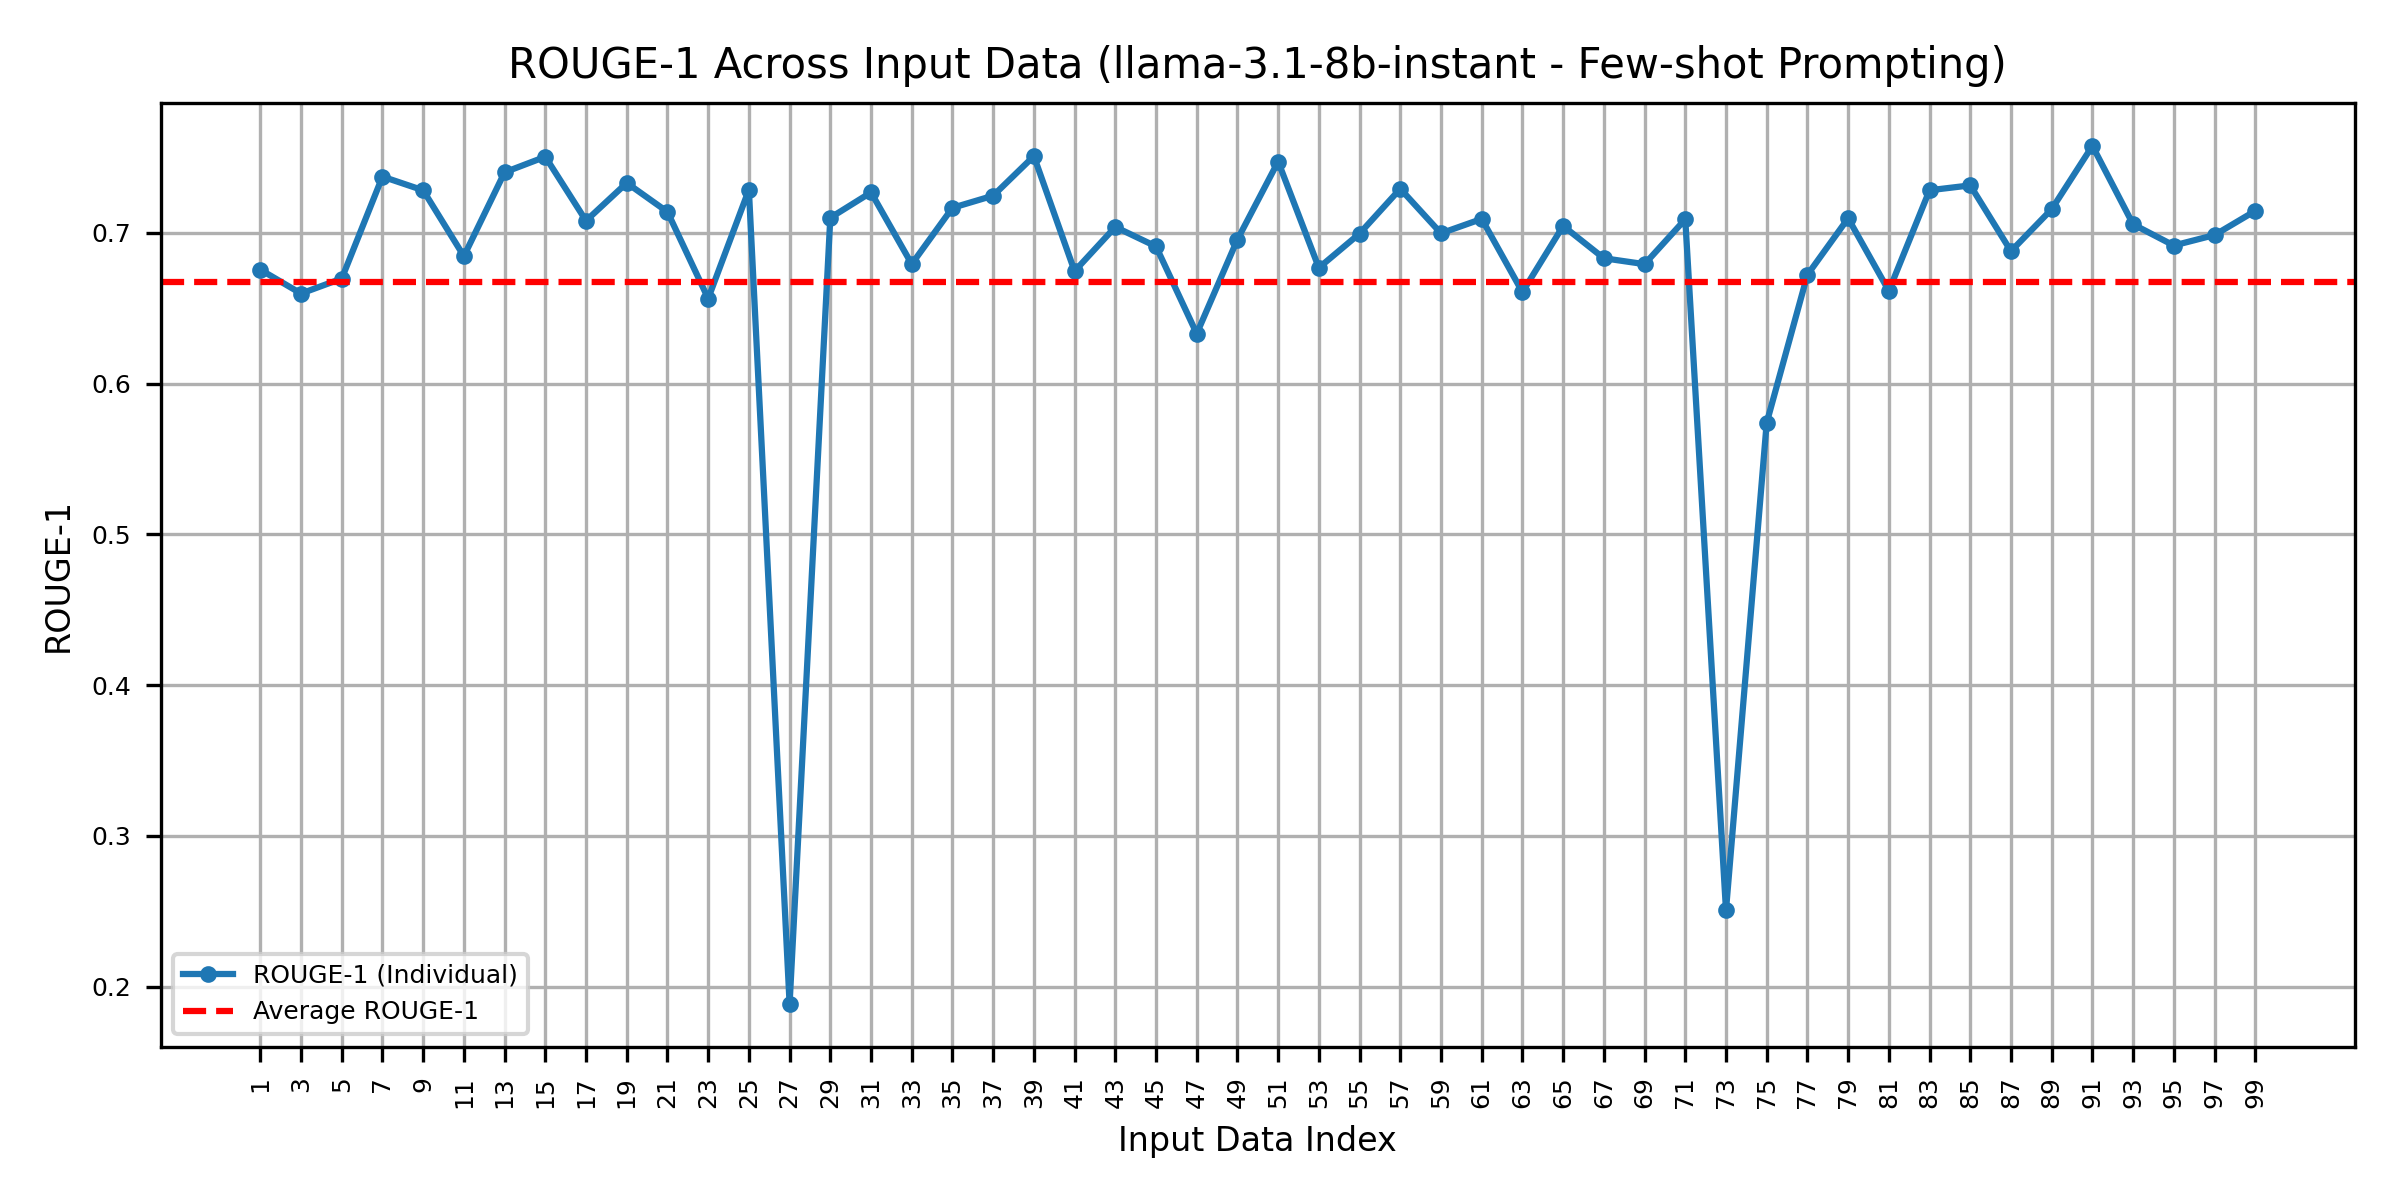 ROUGE-1 Across Input Data (llama-3.1-8b-instant - Few-shot Prompting)
ROUGE-1
0.7
0.6
0.5
0.4
0.3
0.2
ROUGE-1 (Individual)
Average ROUGE-1
1 3 5 7 9 11 13 15 17 19 21 23 25 27 29 31 33 35 37 39 41 43 45 47 49 51 53 55 57 59 61 63 65 67 69 71 73 75 77 79 81 83 85 87 89 91 93 95 97 99
Input Data Index